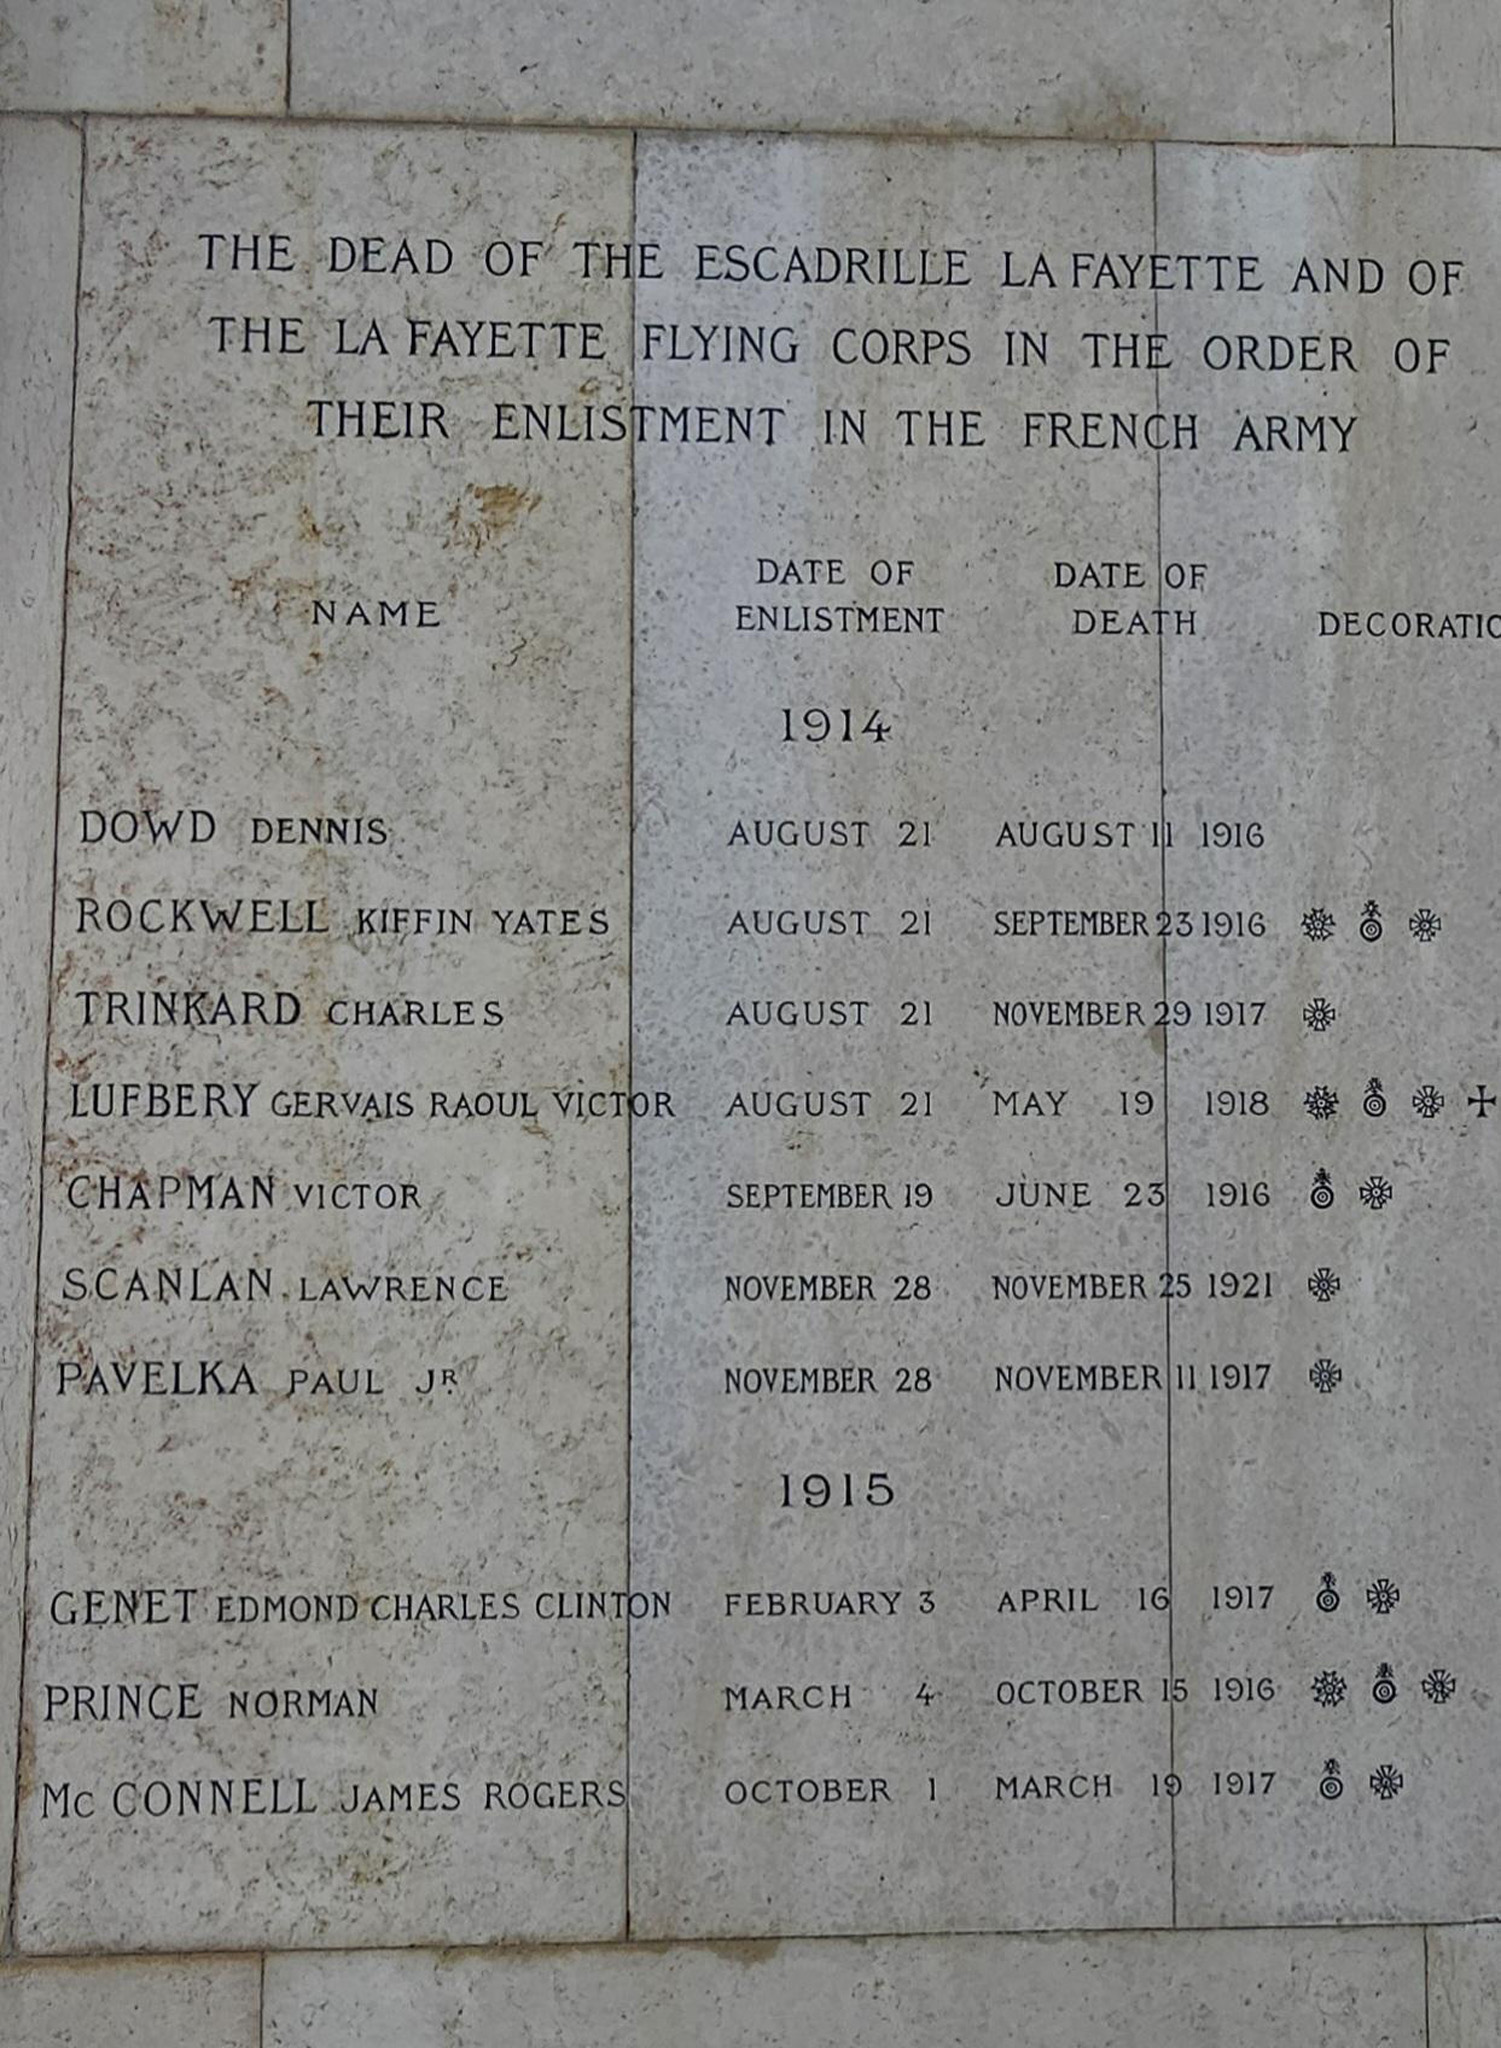 THE DEAD OF THE ESCADRILLE LA FAYETTE AND OF
THE LA FAYETTE FLYING CORPS IN THE ORDER OF
THEIR ENLISTMENT IN THE FRENCH ARMY
NAME DATE OF ENLISTMENT DATE OF DEATH DECORATIO
1914
DOWD DENNIS AUGUST 21 AUGUST 11 1916
ROCKWELL KIFFIN YATES AUGUST 21 SEPTEMBER 23 1916
TRINKARD CHARLES AUGUST 21 NOVEMBER 29 1917
LUFBERY GERVAIS RAOUL VICTOR AUGUST 21 MAY 19 1918
CHAPMAN VICTOR SEPTEMBER 19 JUNE 23 1916
SCANLAN LAWRENCE NOVEMBER 28 NOVEMBER 25 1921
PAVELKA PAUL JR. NOVEMBER 28 NOVEMBER 11 1917
1915
GENET EDMOND CHARLES CLINTON FEBRUARY 3 APRIL 16 1917
PRINCE NORMAN MARCH 4 OCTOBER 15 1916
Mc CONNELL JAMES ROGERS OCTOBER 1 MARCH 19 1917